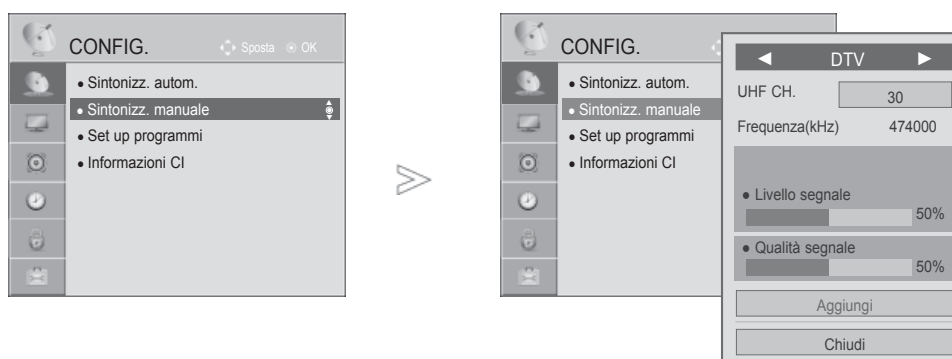 CONFIG.
Sposta OK
• Sintonizz. autom.
• Sintonizz. manuale
• Set up programmi
• Informazioni CI
CONFIG.
• Sintonizz. autom.
• Sintonizz. manuale
• Set up programmi
• Informazioni CI
◄ DTV ►
UHF CH. 30
Frequenza(kHz) 474000
• Livello segnale
50%
• Qualità segnale
50%
Aggiungi
Chiudi